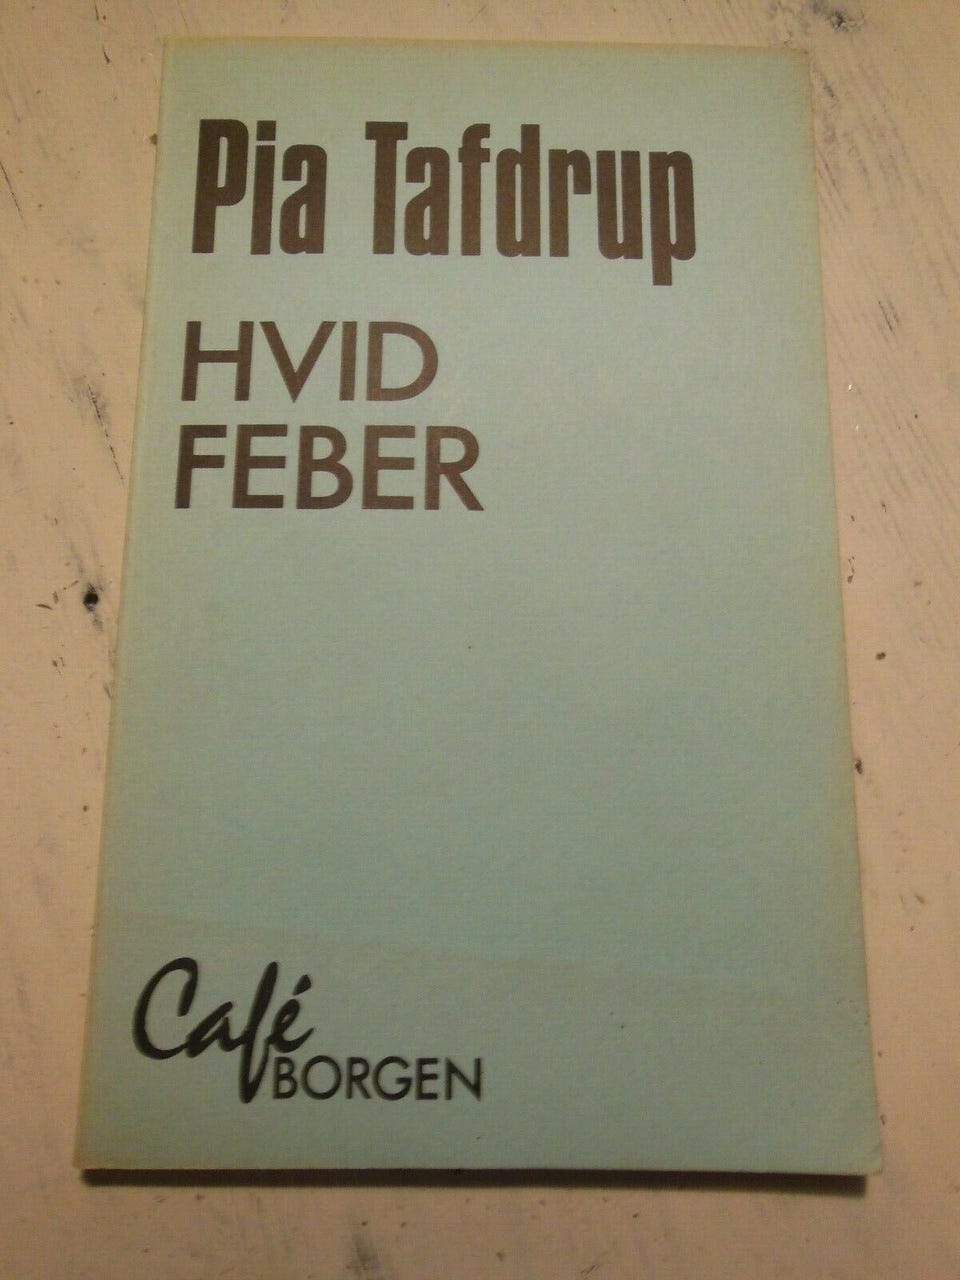 Pia Tafdrup
HVID
FEBER
Café
BORGEN